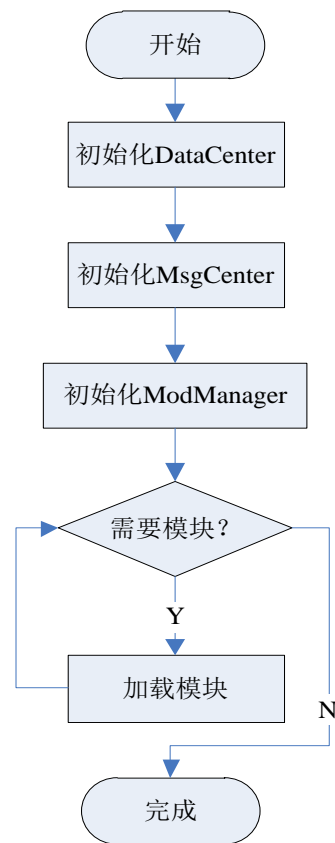 开始
初始化DataCenter
初始化MsgCenter
初始化ModManager
需要模块？
Y
加载模块
N
完成